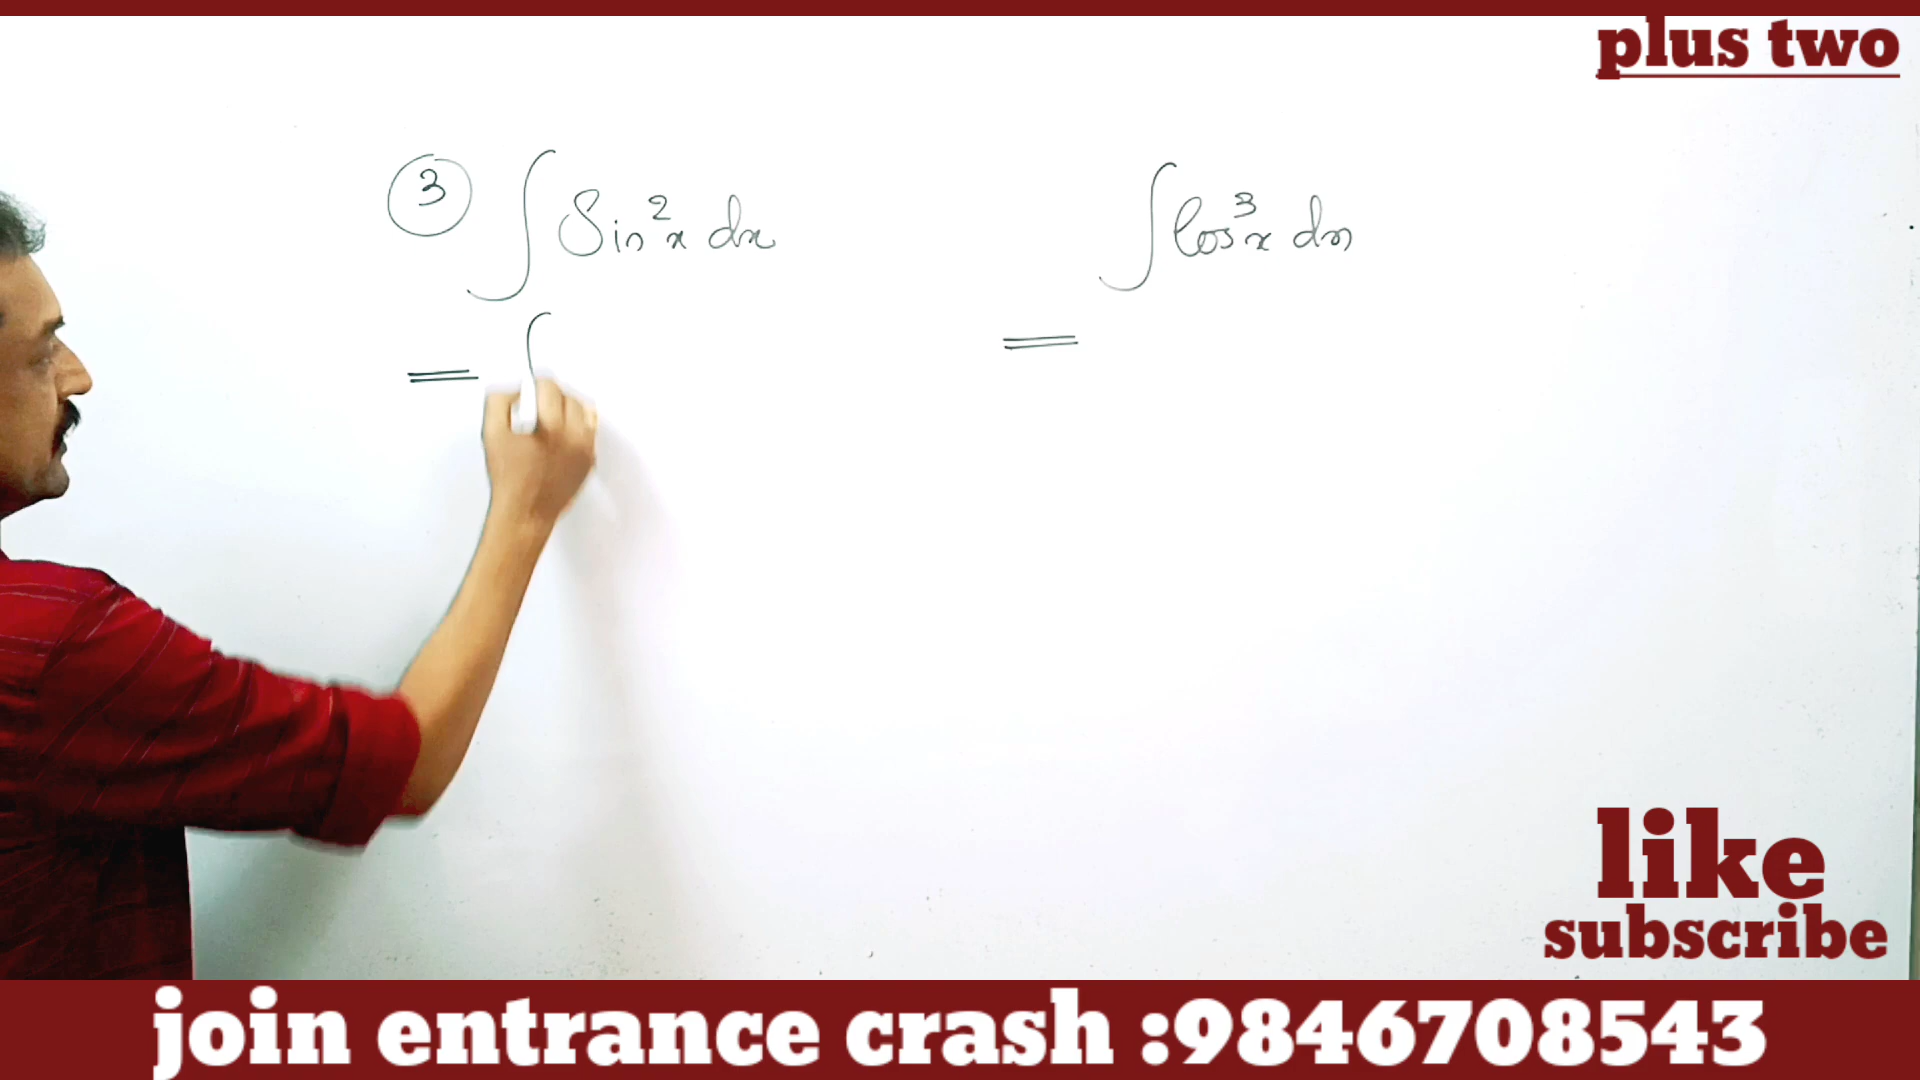 plus two
③ ∫ Sin²x dx
= ∫
∫ Cos³x dx
=
like
subscribe
join entrance crash :9846708543